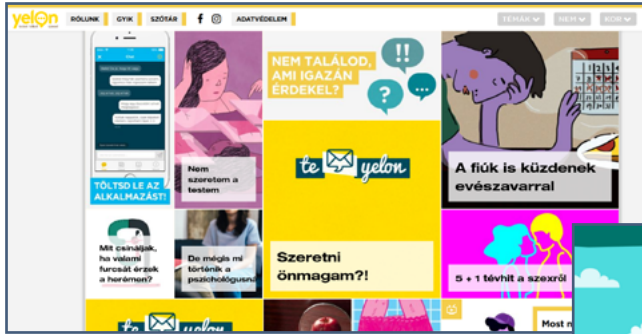 yelon
RÓLUNK
GYIK
SZÓTÁR
ADATVÉDELEM
TÉMÁK
NEM
KOR
TÖLTSD LE AZ
ALKALMAZÁST!
Nem
szeretem a
testem
NEM TALÁLOD,
AMI IGAZÁN
ÉRDEKEL?
!!
?
...
te yelon
Szeretni
önmagam?!
A fiúk is küzdenek
evészavarral
Mit csináljak,
ha valami
furcsát érzek
a herémen?
De mégis mi
történik a
pszichológusná
5 + 1 tévhit a szexről
te yelon
Most n